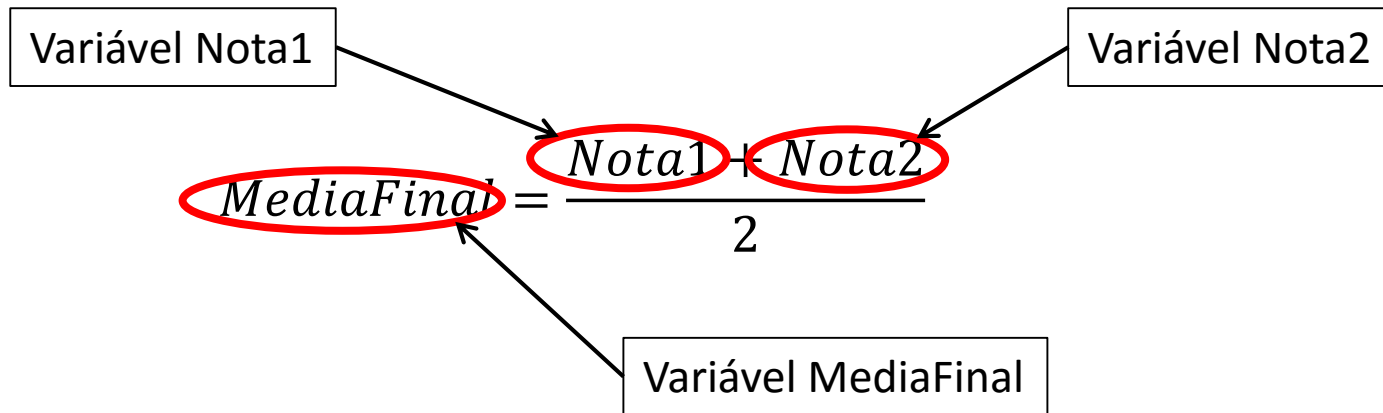 Variável Nota1
Variável Nota2
Nota1 + Nota2
MediaFinal =
2
Variável MediaFinal